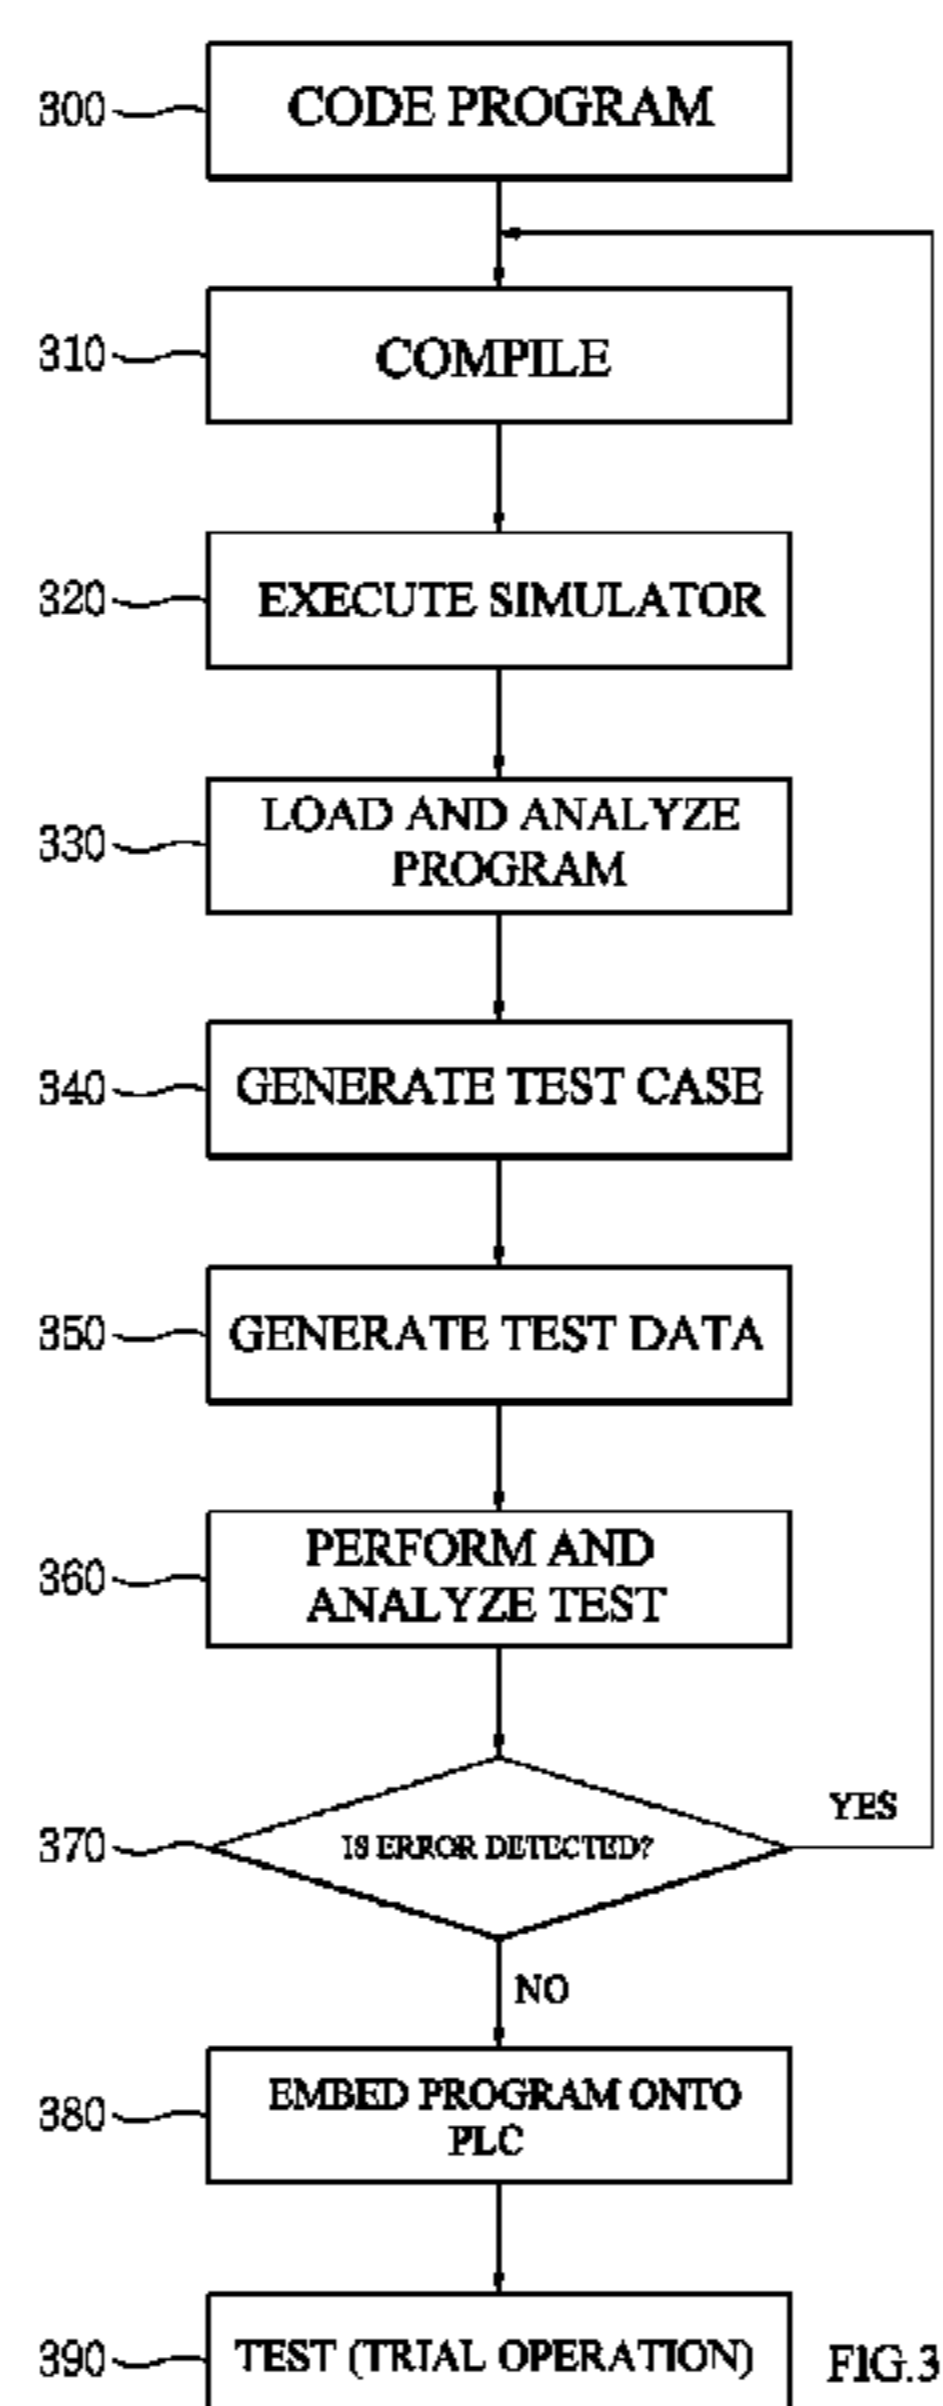 300
CODE PROGRAM
310
COMPILE
320
EXECUTE SIMULATOR
330
LOAD AND ANALYZE
PROGRAM
340
GENERATE TEST CASE
350
GENERATE TEST DATA
360
PERFORM AND
ANALYZE TEST
370
IS ERROR DETECTED?
YES
NO
380
EMBED PROGRAM ONTO
PLC
390
TEST (TRIAL OPERATION)
FIG.3